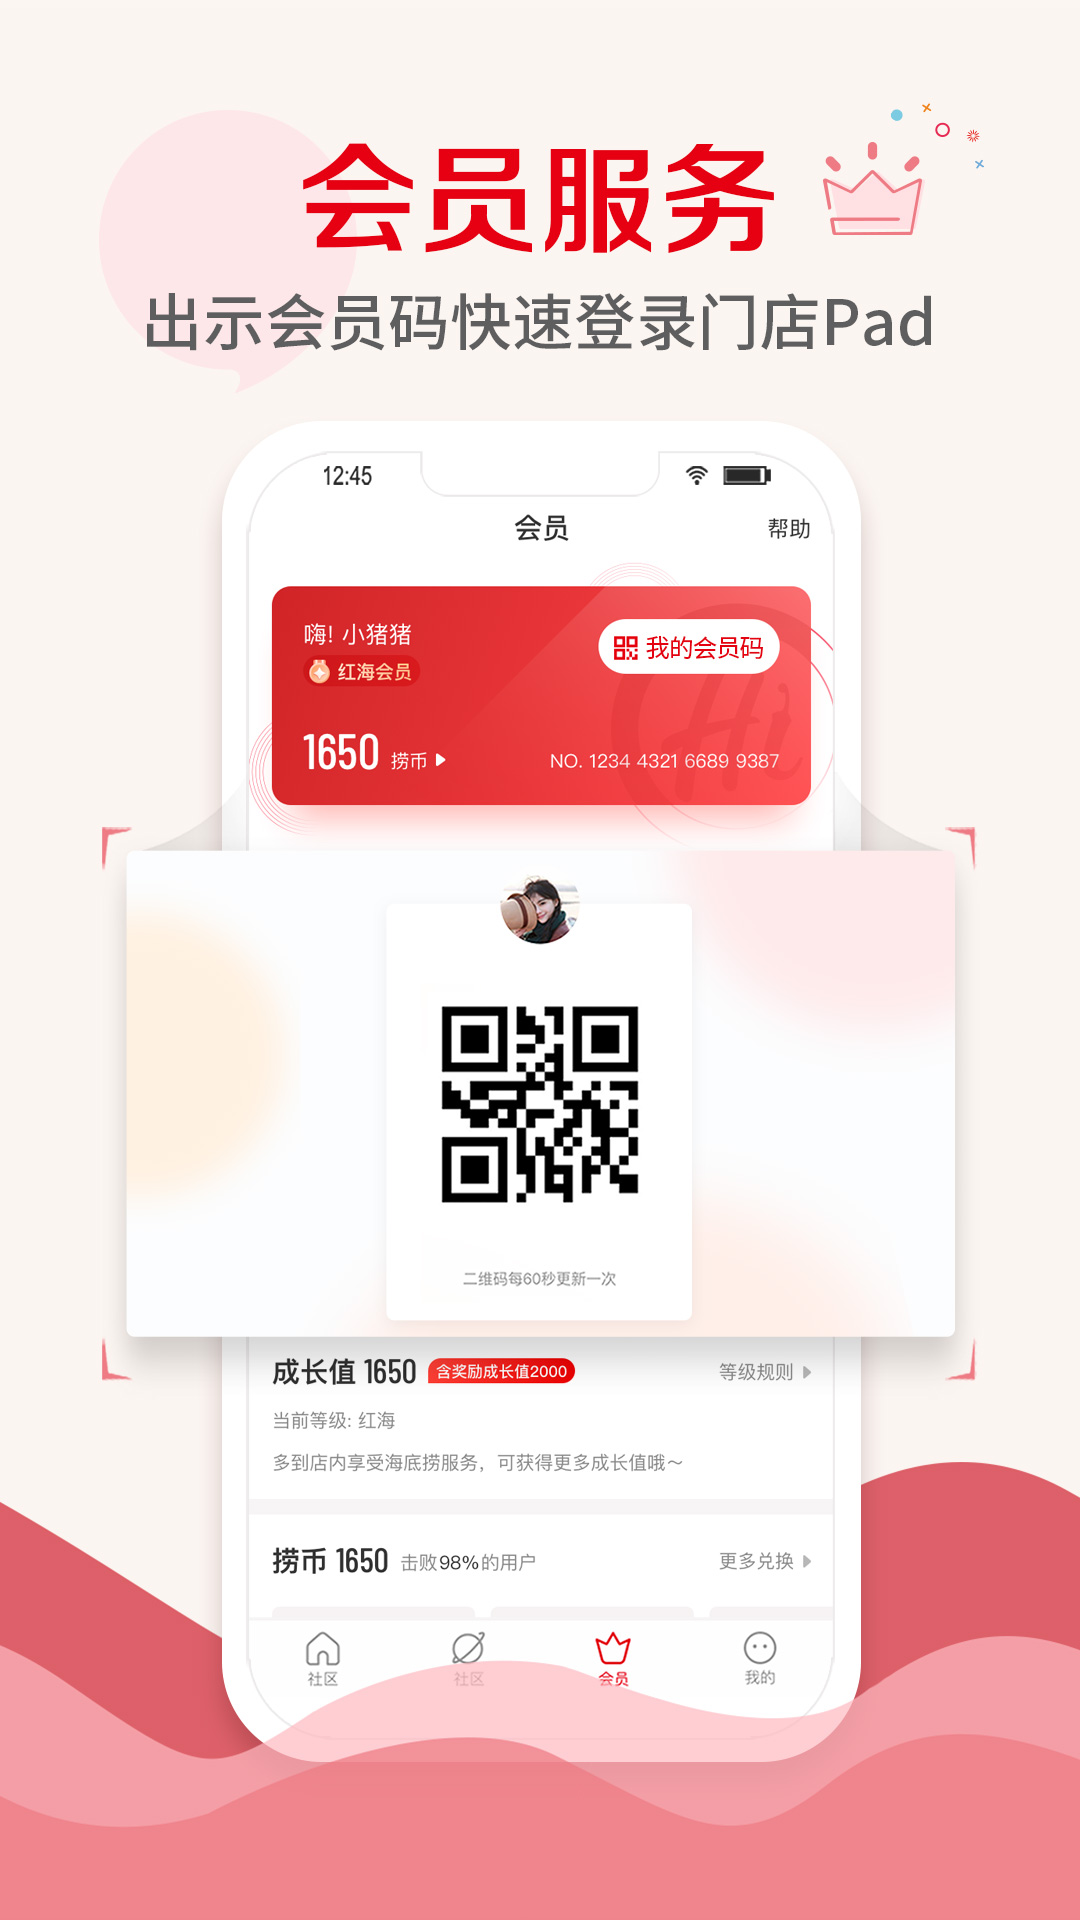 会员服务
出示会员码快速登录门店Pad
12:45
会员
帮助
嗨! 小猪猪
我的会员码
红海会员
1650 捞币
NO. 1234 4321 6689 9387
Hi
二维码每60秒更新一次
成长值 1650 含奖励成长值2000 等级规则
当前等级: 红海
多到店内享受海底捞服务，可获得更多成长值哦～
捞币 1650 击败98%的用户 更多兑换
社区 社区 会员 我的